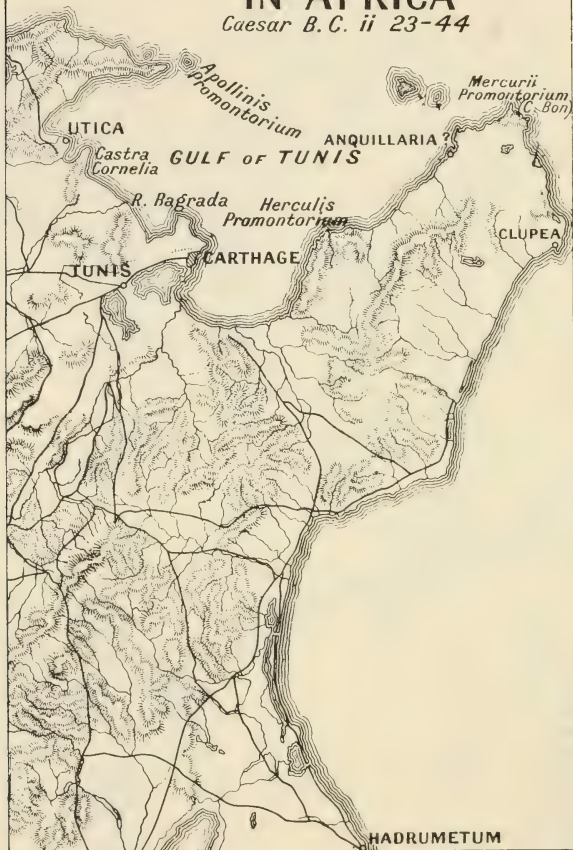 IN AFRICA
Caesar B.C. ii 23-44
Apollinis
Promontorium
Mercurii
Promontorium
(C. Bon)
UTICA
ANQUILLARIA?
Castra
Cornelia
GULF OF TUNIS
R. Bagrada
Herculis
Promontorium
CLUPEA
CARTHAGE
TUNIS
HADRUMETUM